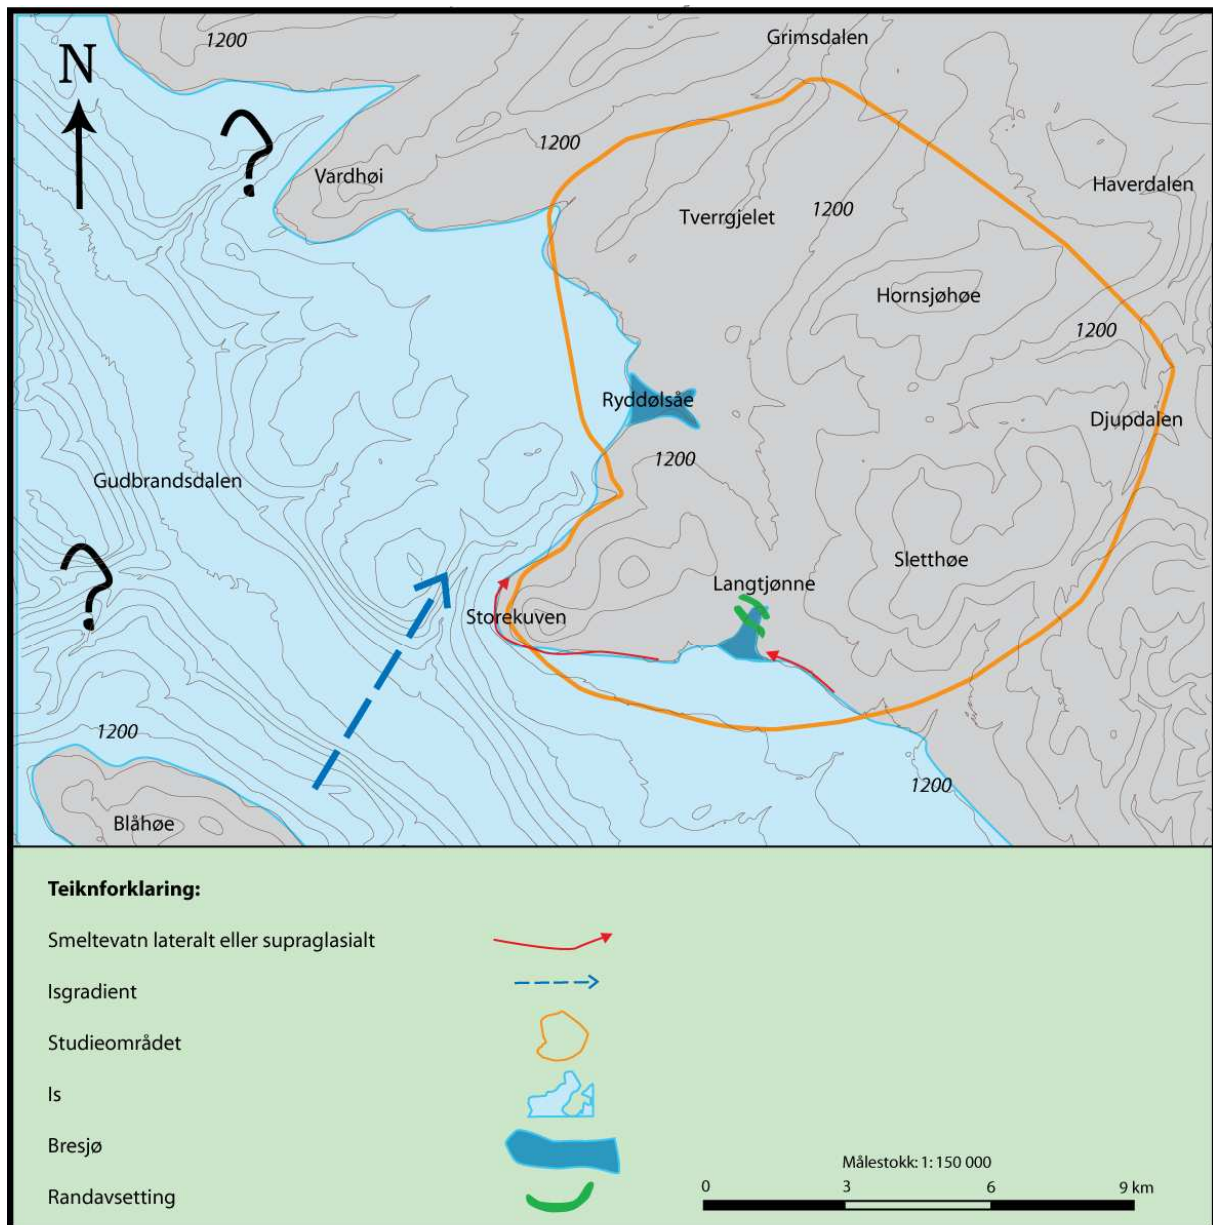 Grimsdalen
1200
N
?
1200
Vardhøi
Haverdalen
Tverrgjelet
1200
Hornsjøhøe
1200
Ryddølsåe
Djupdalen
1200
Gudbrandsdalen
?
Sletthøe
Langtjønne
Storekuven
1200
1200
Blåhøe
Teiknforklaring:
Smeltevatn lateralt eller supraglasialt
Isgradient
Studieområdet
Is
Bresjø
Målestokk: 1: 150 000
Randavsetting
0 3 6 9 km